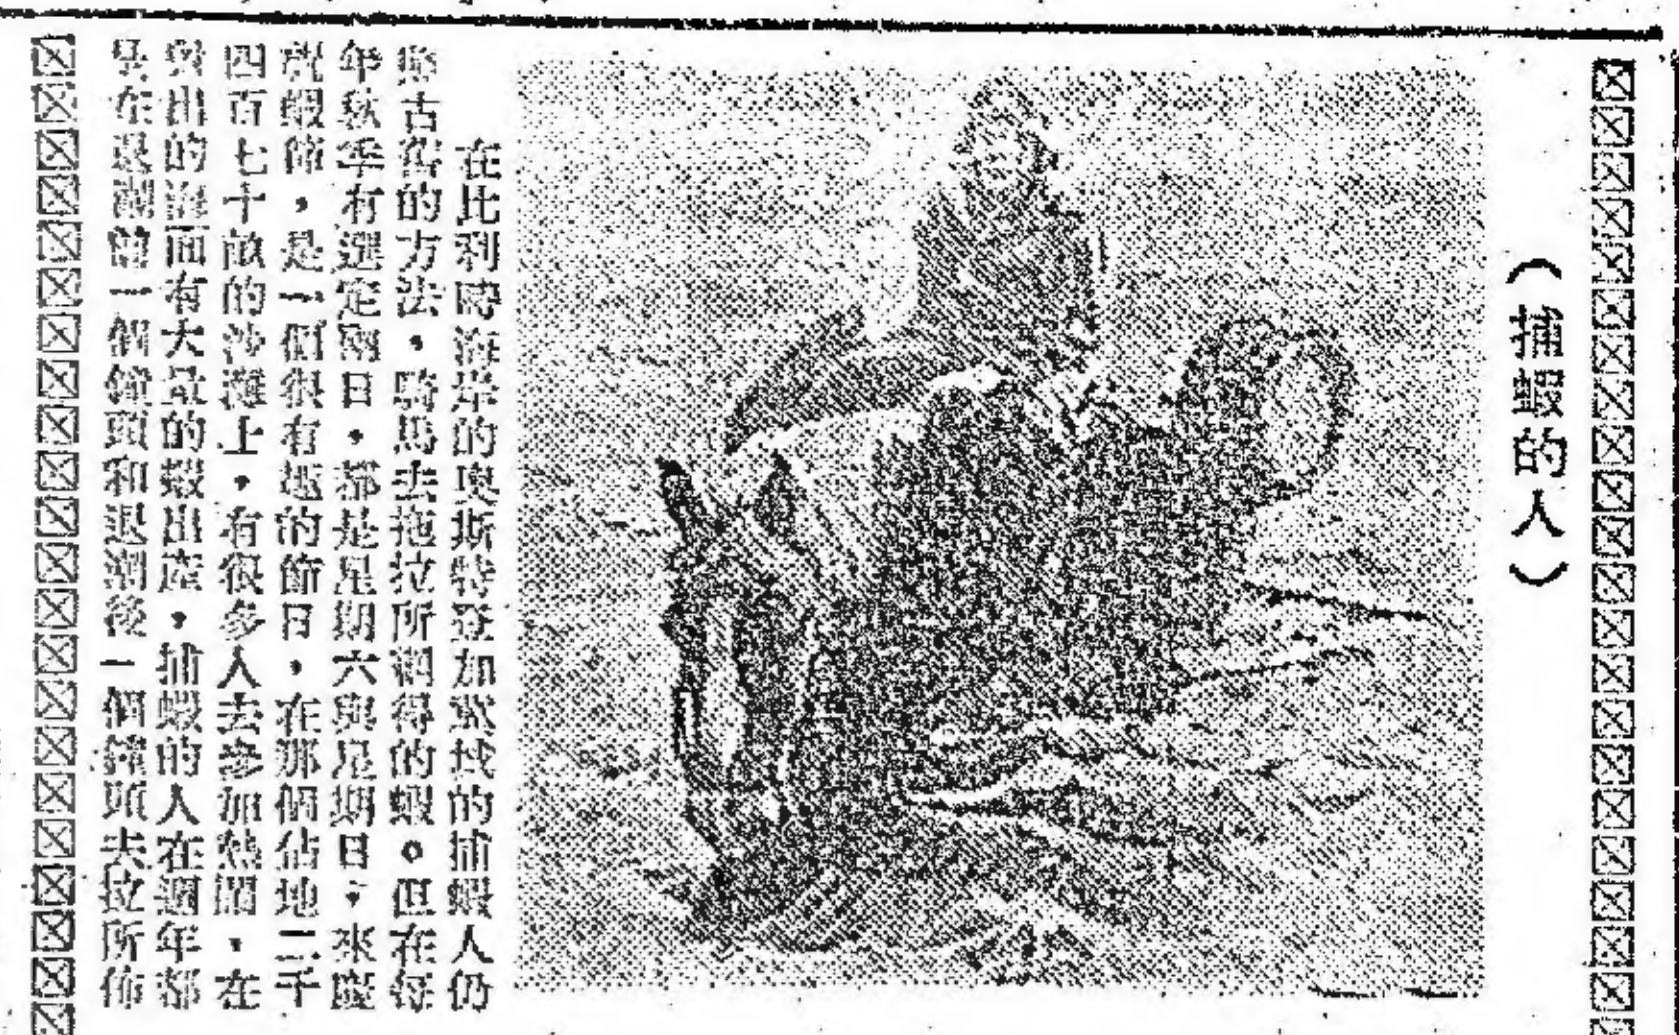 （捕蝦的人）
在比利時海岸的奧斯特登加獸找的捕蝦人仍
古舊的方法，騎馬去拖拉所網得的蝦。但在每
年秋季有選定兩日，都是星期六與星期日，來慶
祝蝦節，是一個很有趣的節日，在那個佔地二千
四百七十畝的沙灘上，有很多人去參加熱鬧，在
出的海面有大量的蝦出產，捕蝦的人在週年都
是在退潮前一個鐘頭和退潮後一個鐘頭去拉所佈